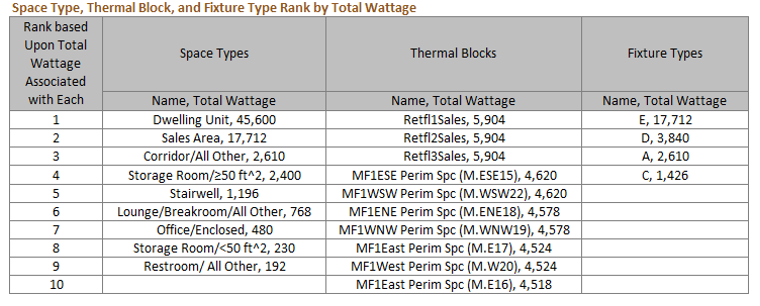 Space Type, Thermal Block, and Fixture Type Rank by Total Wattage
Rank based
Upon Total
Wattage
Associated
with Each
Space Types
Thermal Blocks
Fixture Types
Name, Total Wattage
Name, Total Wattage
Name, Total Wattage
1 Dwelling Unit, 45,600 Retfl1Sales, 5,904 E, 17,712
2 Sales Area, 17,712 Retfl2Sales, 5,904 D, 3,840
3 Corridor/All Other, 2,610 Retfl3Sales, 5,904 A, 2,610
4 Storage Room/≥50 ft^2, 2,400 MF1ESE Perim Spc (M.ESE15), 4,620 C, 1,426
5 Stairwell, 1,196 MF1WSW Perim Spc (M.WSW22), 4,620
6 Lounge/Breakroom/All Other, 768 MF1ENE Perim Spc (M.ENE18), 4,578
7 Office/Enclosed, 480 MF1WNW Perim Spc (M.WNW19), 4,578
8 Storage Room/<50 ft^2, 230 MF1East Perim Spc (M.E17), 4,524
9 Restroom/ All Other, 192 MF1West Perim Spc (M.W20), 4,524
10 MF1East Perim Spc (M.E16), 4,518